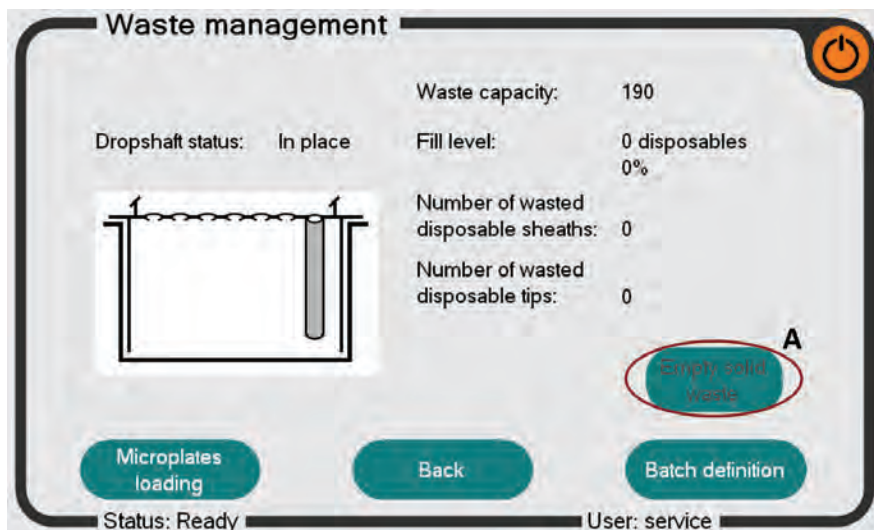 Waste management
Waste capacity: 190
Dropshaft status: In place
Fill level: 0 disposables
0%
Number of wasted
disposable sheaths: 0
Number of wasted
disposable tips: 0
A
Empty solid
waste
Microplates
loading
Back
Batch definition
Status: Ready
User: service